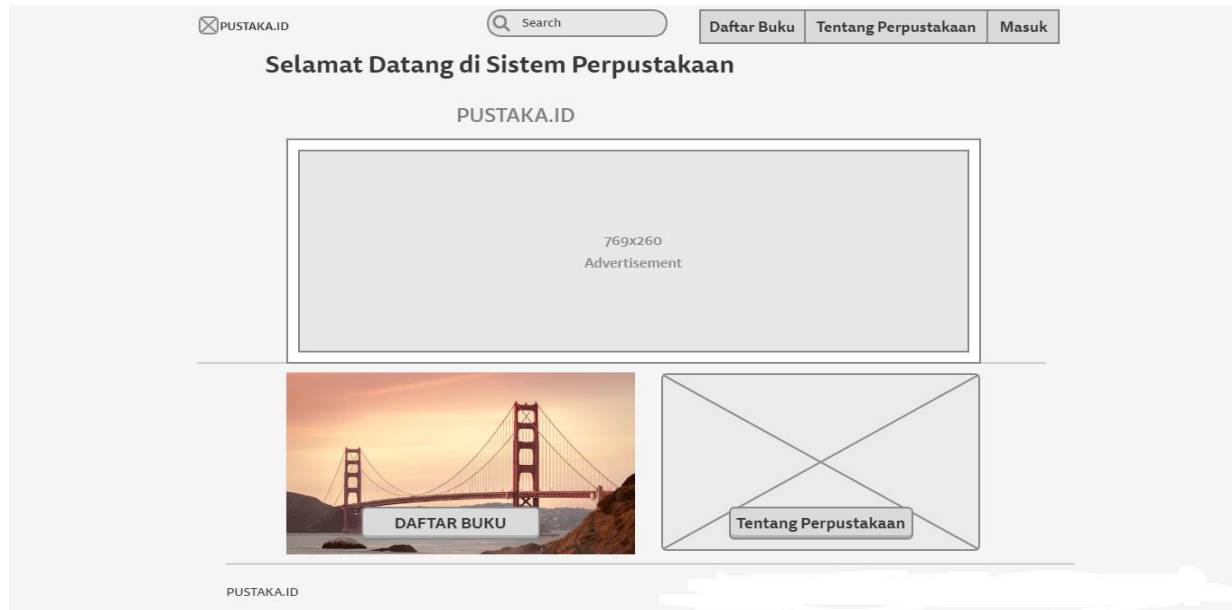 PUSTAKA.ID
Search
Daftar Buku
Tentang Perpustakaan
Masuk
Selamat Datang di Sistem Perpustakaan
PUSTAKA.ID
769x260
Advertisement
DAFTAR BUKU
Tentang Perpustakaan
PUSTAKA.ID